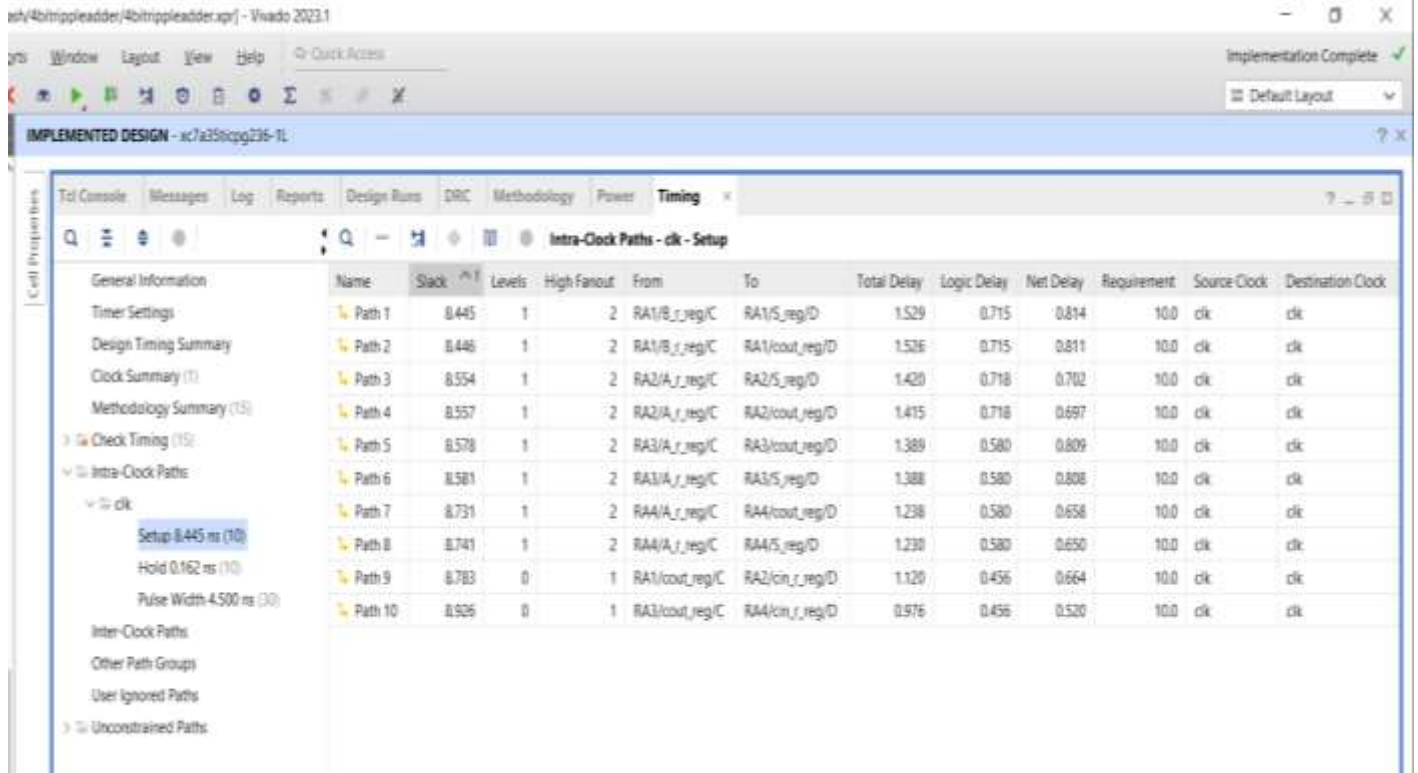 ash/4bitrippleadder/4bitrippleadder.xpr] - Vivado 2023.1
Window Layout View Help Quick Access Implementation Complete
Default Layout
IMPLEMENTED DESIGN - xc7a35ticpg236-1L
Cell Properties
Tcl Console Messages Log Reports Design Runs DRC Methodology Power Timing
Intra-Clock Paths - clk - Setup
General Information
Timer Settings
Design Timing Summary
Clock Summary (1)
Methodology Summary (15)
Check Timing (15)
Intra-Clock Paths
clk
Setup 8.445 ns (10)
Hold 0.162 ns (10)
Pulse Width 4.500 ns (30)
Inter-Clock Paths
Other Path Groups
User Ignored Paths
Unconstrained Paths
Name Slack ^1 Levels High Fanout From To Total Delay Logic Delay Net Delay Requirement Source Clock Destination Clock
Path 1 8.445 1 2 RA1/B_r_reg/C RA1/S_reg/D 1.529 0.715 0.814 10.0 clk clk
Path 2 8.446 1 2 RA1/B_r_reg/C RA1/cout_reg/D 1.526 0.715 0.811 10.0 clk clk
Path 3 8.554 1 2 RA2/A_r_reg/C RA2/S_reg/D 1.420 0.718 0.702 10.0 clk clk
Path 4 8.557 1 2 RA2/A_r_reg/C RA2/cout_reg/D 1.415 0.718 0.697 10.0 clk clk
Path 5 8.578 1 2 RA3/A_r_reg/C RA3/cout_reg/D 1.389 0.580 0.809 10.0 clk clk
Path 6 8.581 1 2 RA3/A_r_reg/C RA3/S_reg/D 1.388 0.580 0.808 10.0 clk clk
Path 7 8.731 1 2 RA4/A_r_reg/C RA4/cout_reg/D 1.238 0.580 0.658 10.0 clk clk
Path 8 8.741 1 2 RA4/A_r_reg/C RA4/S_reg/D 1.230 0.580 0.650 10.0 clk clk
Path 9 8.783 0 1 RA1/cout_reg/C RA2/cin_r_reg/D 1.120 0.456 0.664 10.0 clk clk
Path 10 8.926 0 1 RA3/cout_reg/C RA4/cin_r_reg/D 0.976 0.456 0.520 10.0 clk clk